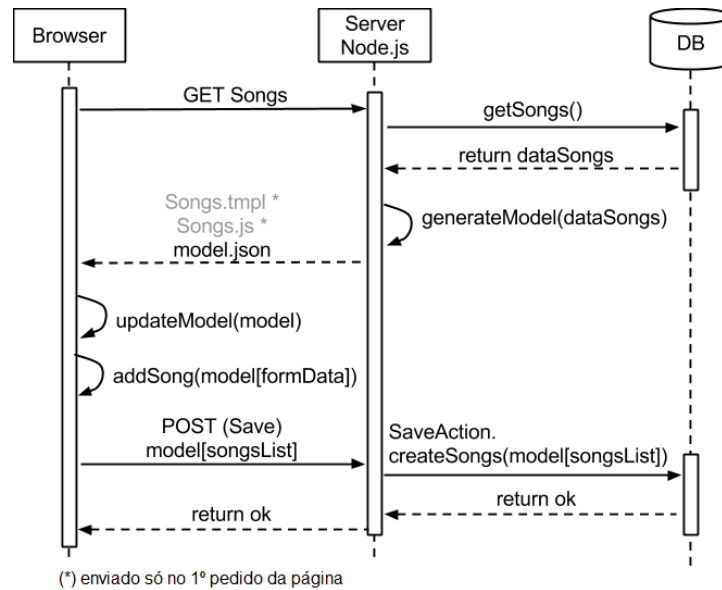 Browser
Server
Node.js
DB
GET Songs
getSongs()
return dataSongs
Songs.tmpl *
Songs.js *
model.json
generateModel(dataSongs)
updateModel(model)
addSong(model[formData])
POST (Save)
model[songsList]
SaveAction.
createSongs(model[songsList])
return ok
return ok
(*) enviado só no 1º pedido da página